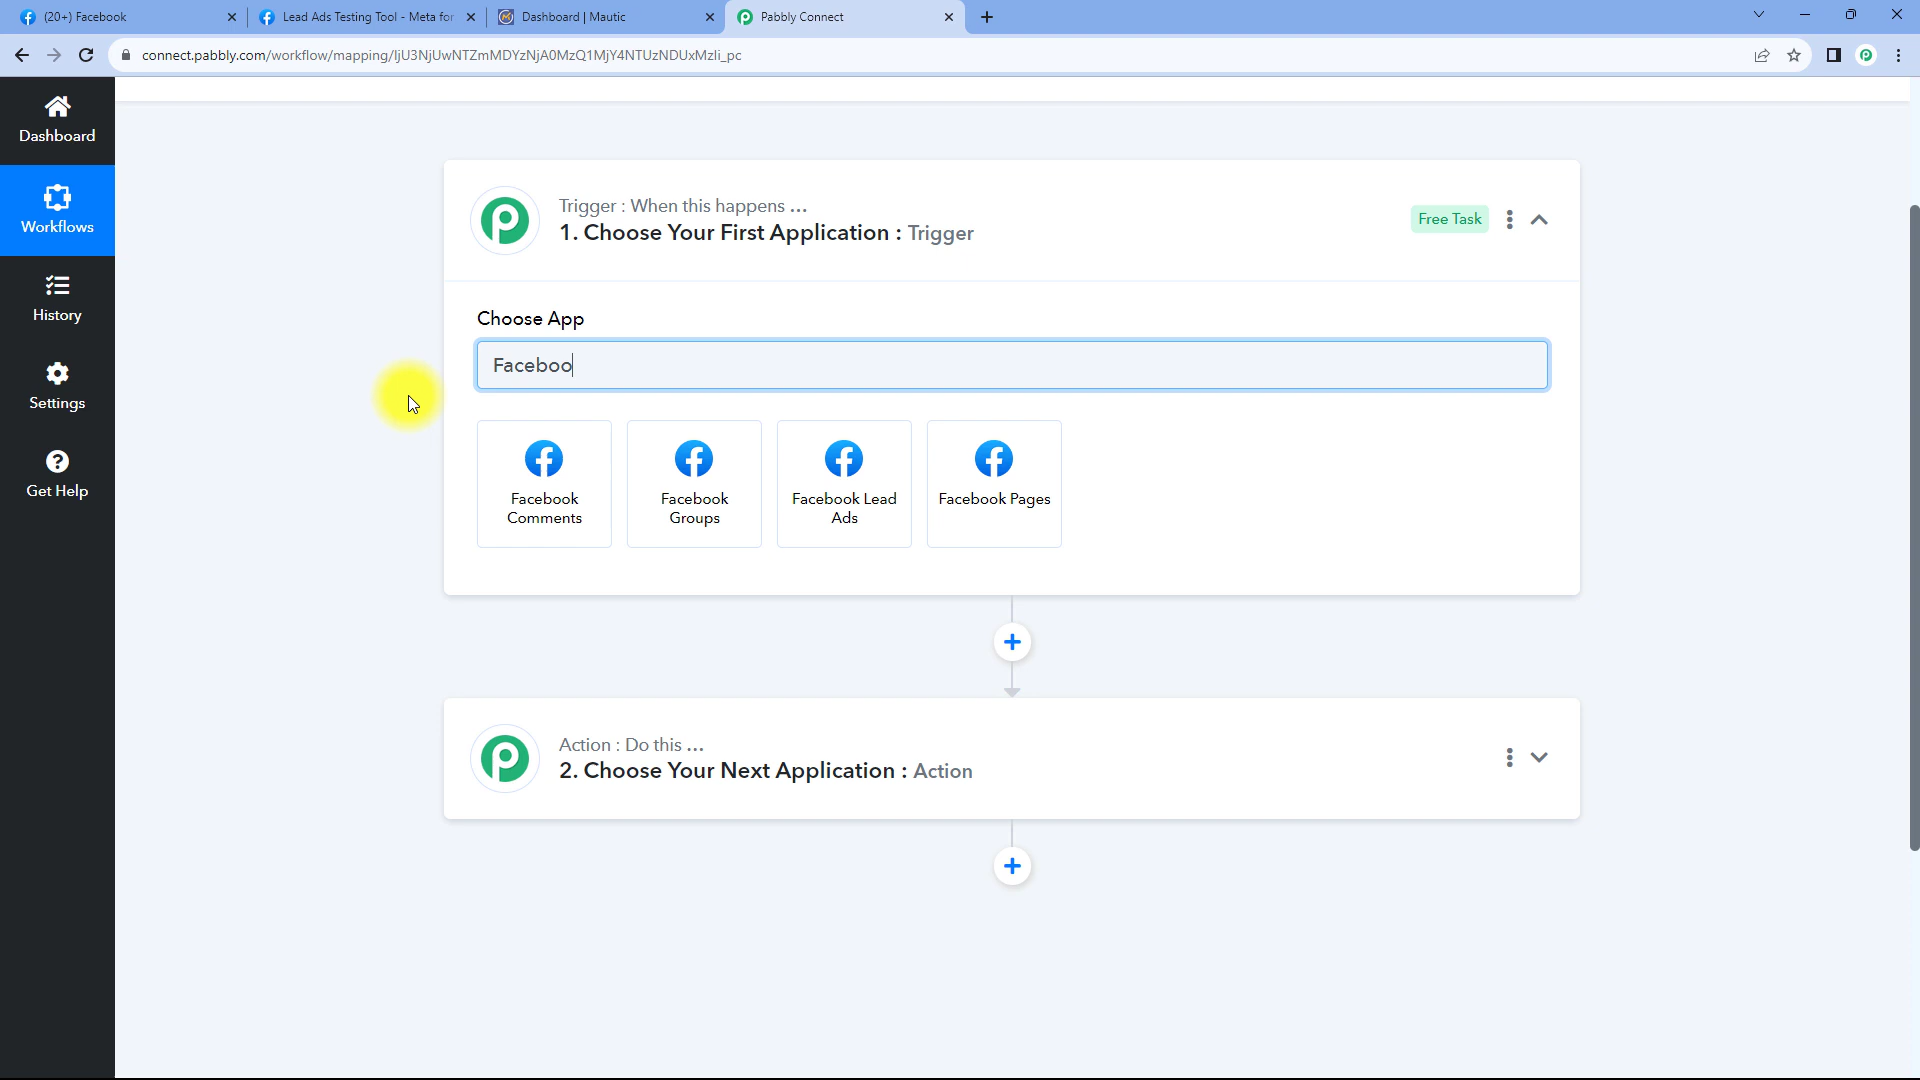 (20+) Facebook
Lead Ads Testing Tool - Meta for
Dashboard | Mautic
Pabbly Connect
connect.pabbly.com/workflow/mapping/IjU3NjUwNTZmMDYzNjA0MzQ1MjY4NTUzNDUxMzIi_pc
Dashboard
Workflows
History
Settings
Get Help
Trigger : When this happens ...
1. Choose Your First Application : Trigger
Free Task
Choose App
Faceboo
Facebook
Comments
Facebook
Groups
Facebook Lead
Ads
Facebook Pages
Action : Do this ...
2. Choose Your Next Application : Action